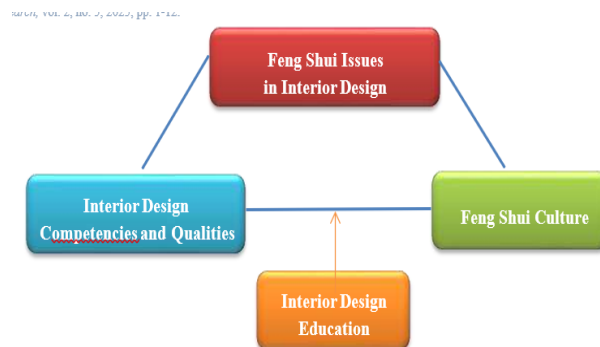 Feng Shui Issues
in Interior Design
Interior Design
Competencies and Qualities
Feng Shui Culture
Interior Design
Education